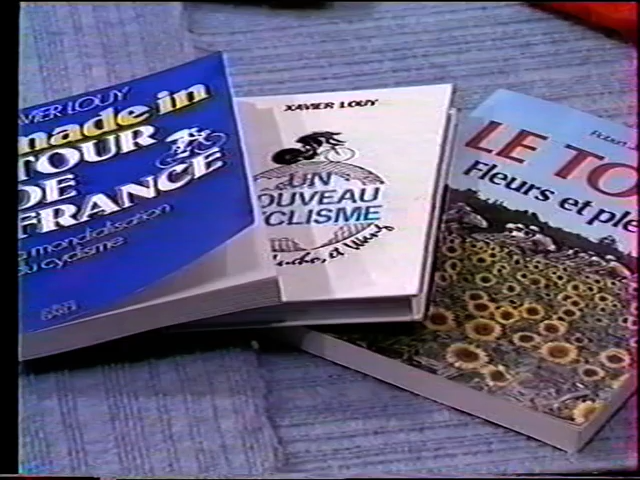 XAVIER LOUY
made in
TOUR
DE
FRANCE
mondialisation
du cyclisme
XAVIER LOUY
UN
NOUVEAU
CYCLISME
LE TO
Fleurs et ple